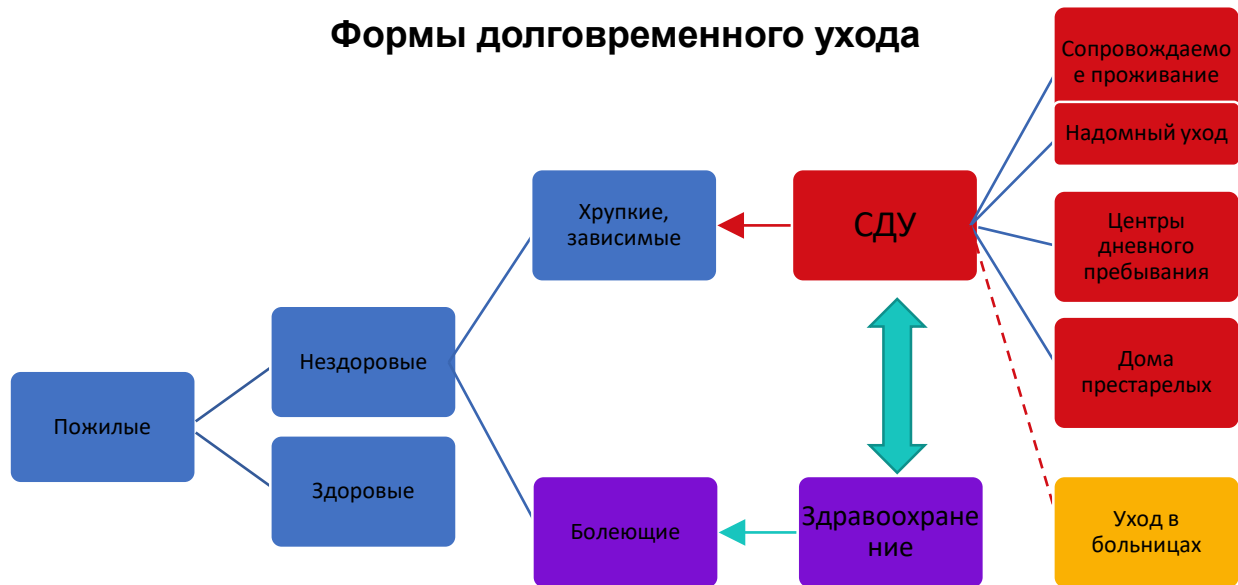 Формы долговременного ухода
Сопровождаемо
е проживание
Надомный уход
Хрупкие,
зависимые
СДУ
Центры
дневного
пребывания
Нездоровые
Дома
престарелых
Пожилые
Здоровые
Болеющие
Здравоохране
ние
Уход в
больницах